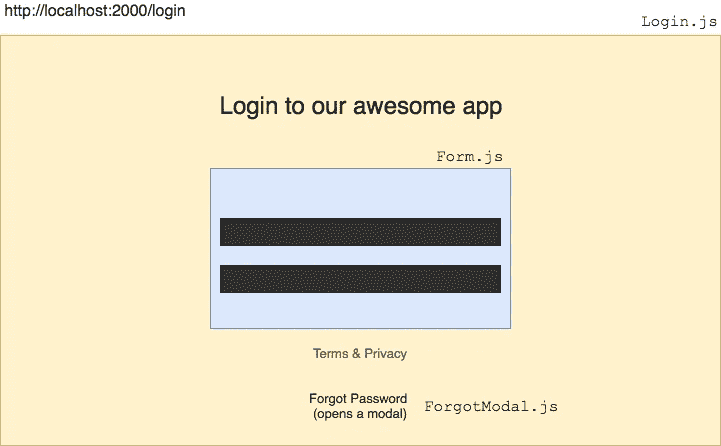 http://localhost:2000/login
Login.js
Login to our awesome app
Form.js
Terms & Privacy
Forgot Password
(opens a modal)
ForgotModal.js